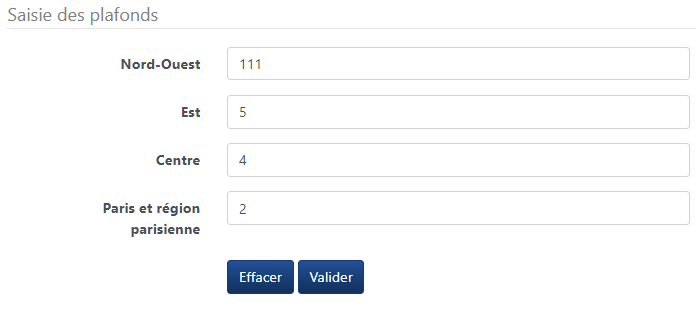 Saisie des plafonds
Nord-Ouest 111
Est 5
Centre 4
Paris et région 2
parisienne
Effacer Valider